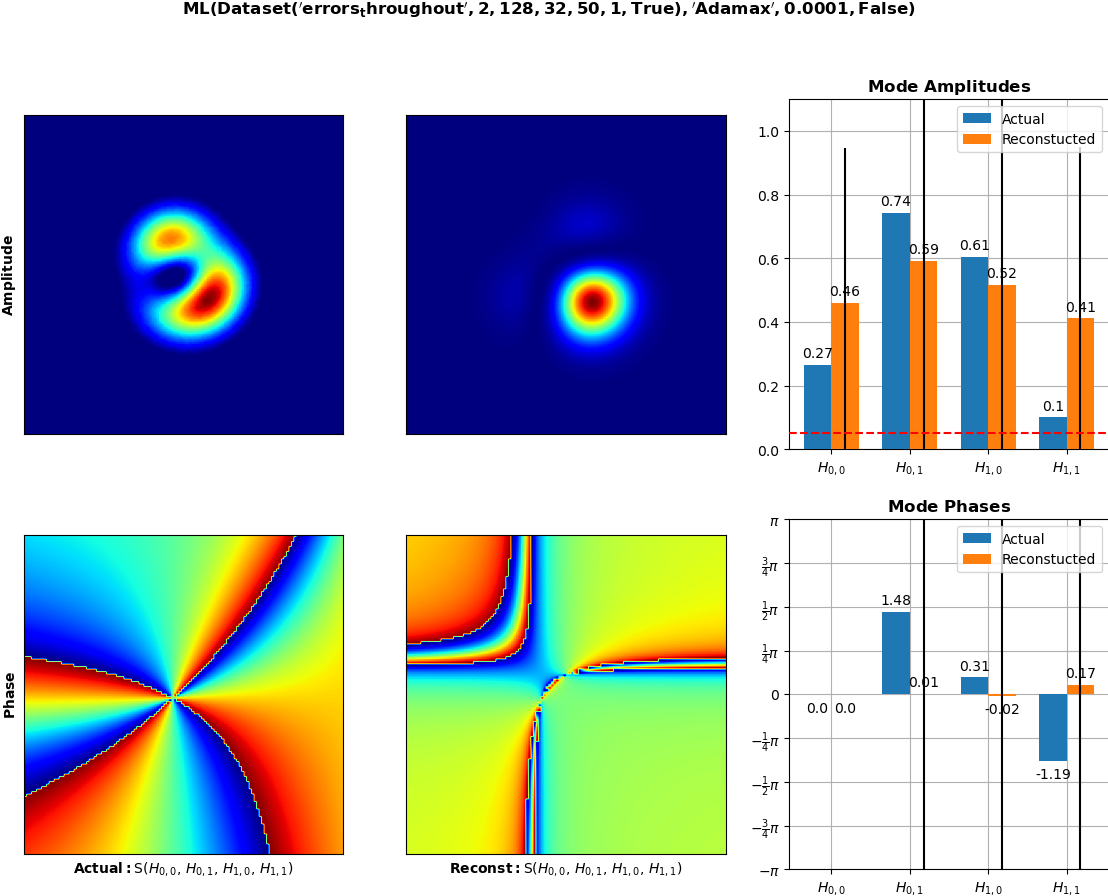 ML(Dataset('errors_throughout', 2, 128, 32, 50, 1, True), 'Adamax', 0.0001, False)
Amplitude
Mode Amplitudes
Actual
Reconstucted
1.0
0.8
0.6
0.4
0.2
0.0
0.27
0.46
0.74
0.59
0.61
0.52
0.1
0.41
H0,0
H0,1
H1,0
H1,1
Phase
Actual: S(H0,0, H0,1, H1,0, H1,1)
Reconst: S(H0,0, H0,1, H1,0, H1,1)
Mode Phases
Actual
Reconstucted
π
3/4π
1/2π
1/4π
0
−1/4π
−1/2π
−3/4π
−π
0.0
0.0
1.48
0.01
0.31
-0.02
-1.19
0.17
H0,0
H0,1
H1,0
H1,1